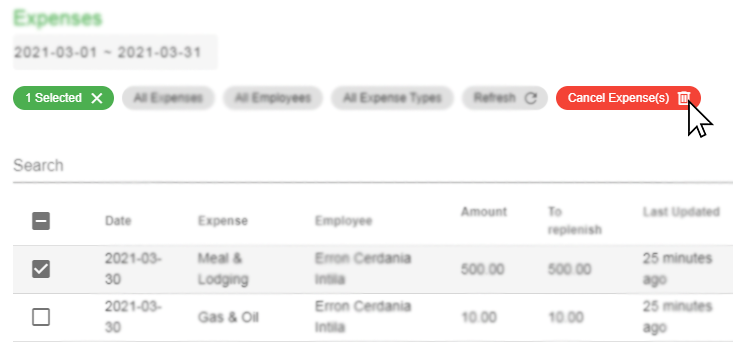 Expenses
2021-03-01 ~ 2021-03-31
1 Selected All Expenses All Employees All Expense Types Refresh Cancel Expense(s)
Search
Date Expense Employee Amount To replenish Last Updated
2021-03-30 Meal & Lodging Erron Cerdania Intila 500.00 500.00 25 minutes ago
2021-03-30 Gas & Oil Erron Cerdania Intila 10.00 10.00 25 minutes ago